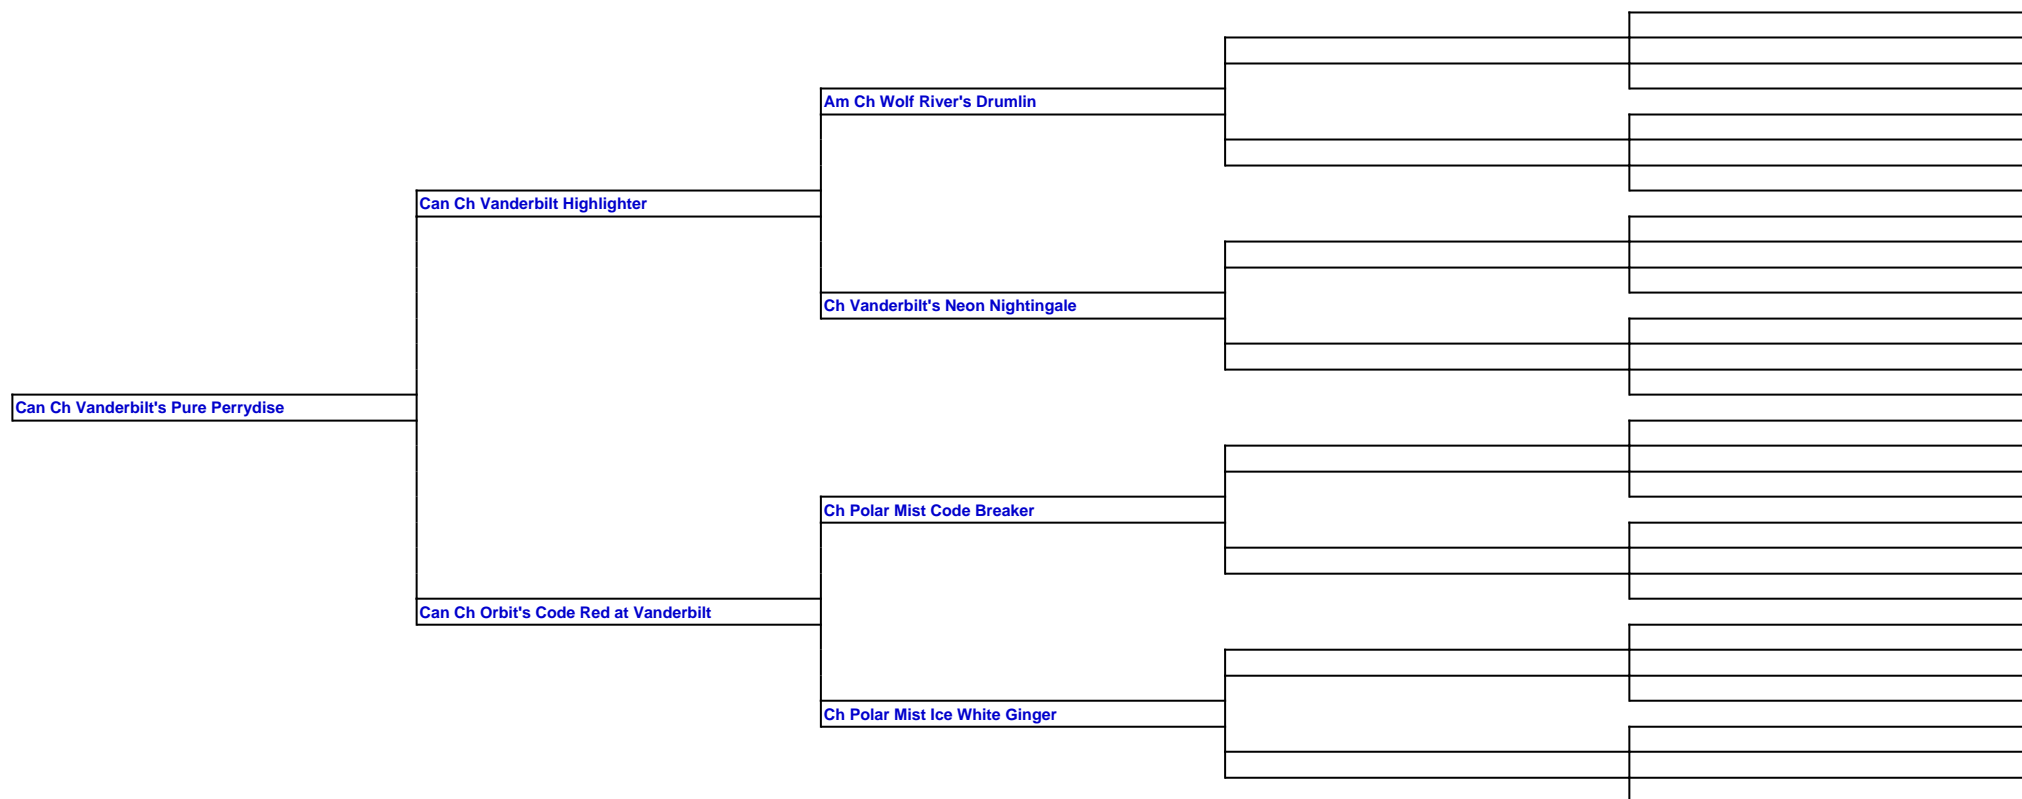 Am Ch Wolf River's Drumlin
Can Ch Vanderbilt Highlighter
Ch Vanderbilt's Neon Nightingale
Can Ch Vanderbilt's Pure Perrydise
Ch Polar Mist Code Breaker
Can Ch Orbit's Code Red at Vanderbilt
Ch Polar Mist Ice White Ginger